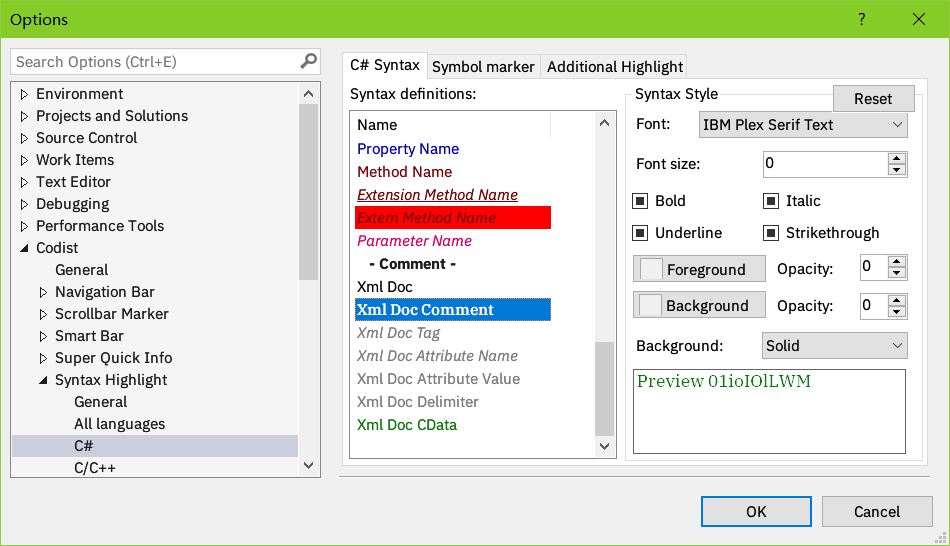 Options
?
Search Options (Ctrl+E)
Environment
Projects and Solutions
Source Control
Work Items
Text Editor
Debugging
Performance Tools
Codist
General
Navigation Bar
Scrollbar Marker
Smart Bar
Super Quick Info
Syntax Highlight
General
All languages
C#
C/C++
C# Syntax
Symbol marker
Additional Highlight
Syntax definitions:
Name
Property Name
Method Name
Extension Method Name
Extern Method Name
Parameter Name
- Comment -
Xml Doc
Xml Doc Comment
Xml Doc Tag
Xml Doc Attribute Name
Xml Doc Attribute Value
Xml Doc Delimiter
Xml Doc CData
Syntax Style
Reset
Font: IBM Plex Serif Text
Font size: 0
Bold Italic
Underline Strikethrough
Foreground Opacity: 0
Background Opacity: 0
Background: Solid
Preview 01ioIOlLWM
OK Cancel